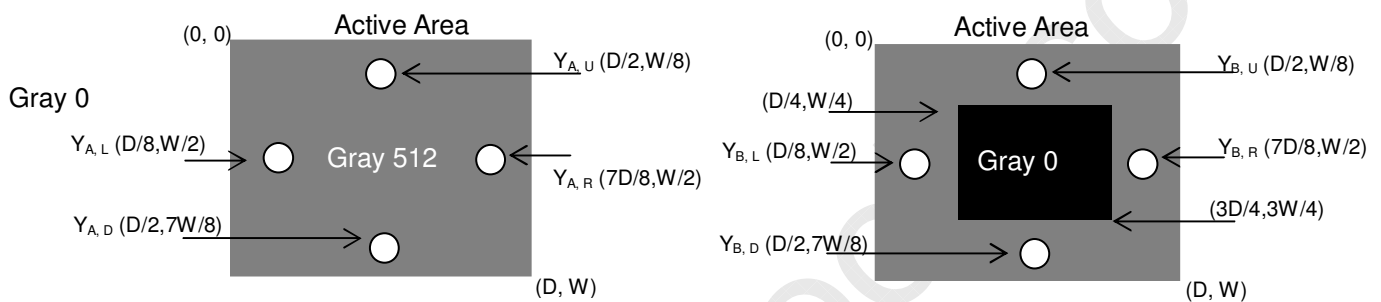 Gray 0
Active Area
(0, 0)
Y_A, U (D/2,W/8)
Y_A, L (D/8,W/2)
Gray 512
Y_A, R (7D/8,W/2)
Y_A, D (D/2,7W/8)
(D, W)
Active Area
(0, 0)
Y_B, U (D/2,W/8)
(D/4,W/4)
Y_B, L (D/8,W/2)
Gray 0
Y_B, R (7D/8,W/2)
(3D/4,3W/4)
Y_B, D (D/2,7W/8)
(D, W)